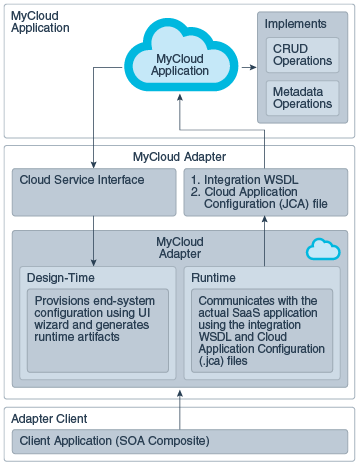 MyCloud
Application
MyCloud
Application
Implements
CRUD
Operations
Metadata
Operations
MyCloud Adapter
Cloud Service Interface
1. Integration WSDL
2. Cloud Application
Configuration (JCA) file
MyCloud
Adapter
Design-Time
Provisions end-system
configuration using UI
wizard and generates
runtime artifacts
Runtime
Communicates with the
actual SaaS application
using the integration
WSDL and Cloud
Application Configuration
(.jca) files
Adapter Client
Client Application (SOA Composite)